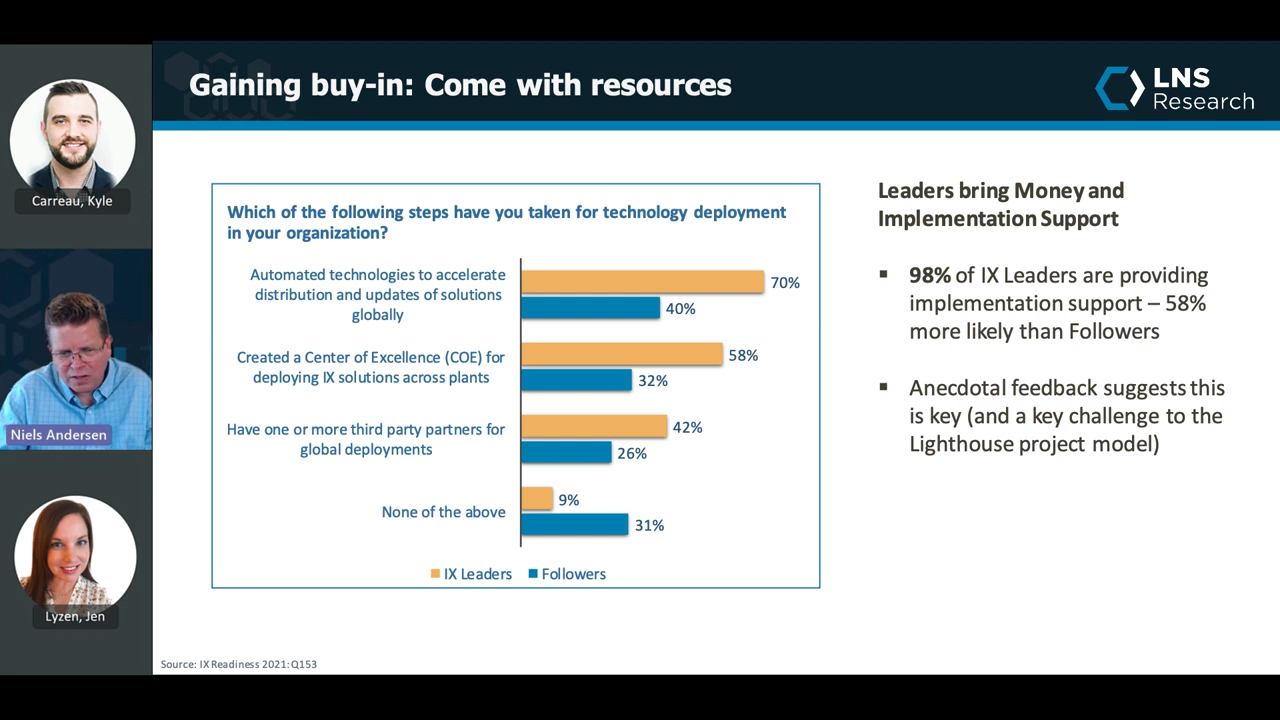 Gaining buy-in: Come with resources
LNS
Research
Carreau, Kyle
Niels Andersen
Lyzen, Jen
Which of the following steps have you taken for technology deployment
in your organization?
Automated technologies to accelerate
distribution and updates of solutions
globally
70%
40%
Created a Center of Excellence (COE) for
deploying IX solutions across plants
58%
32%
Have one or more third party partners for
global deployments
42%
26%
None of the above
9%
31%
IX Leaders Followers
Leaders bring Money and
Implementation Support
▪ 98% of IX Leaders are providing
implementation support – 58%
more likely than Followers
▪ Anecdotal feedback suggests this
is key (and a key challenge to the
Lighthouse project model)
Source: IX Readiness 2021: Q153